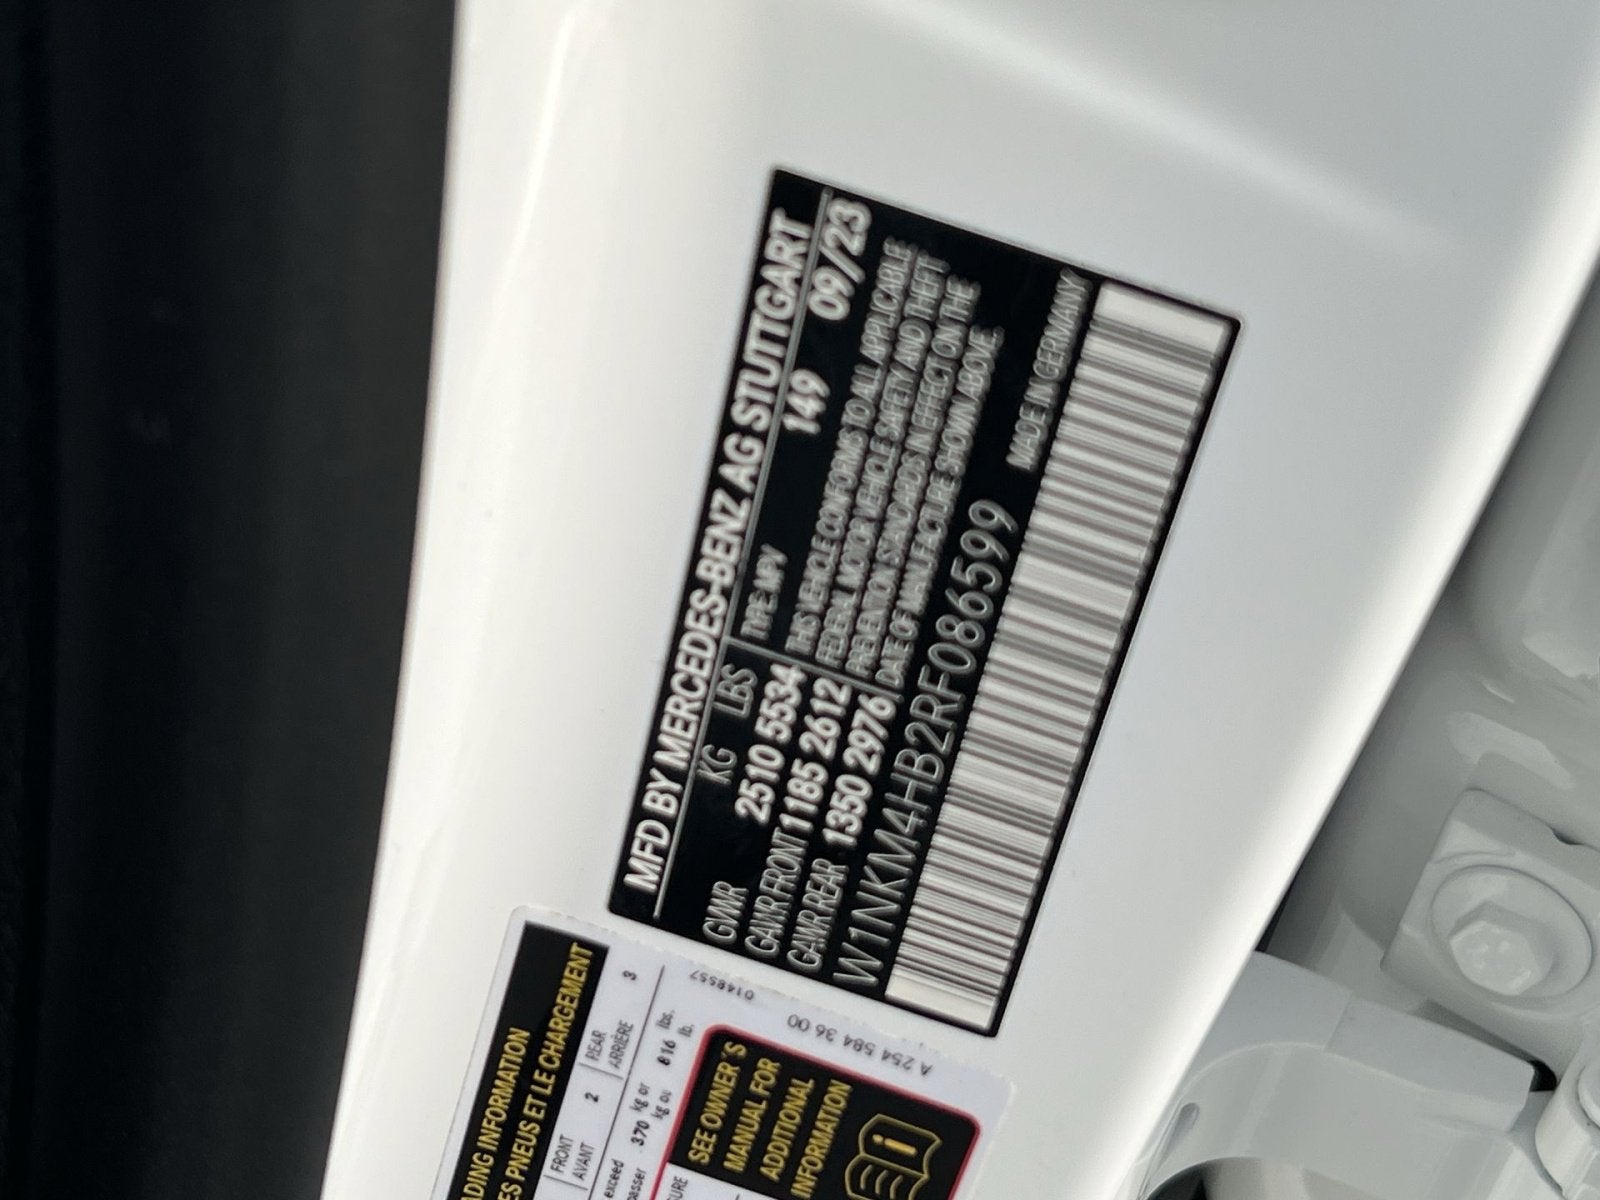 MFD BY MERCEDES-BENZ AG STUTTGART
KG LBS
149 09/23
GVWR 2510 5534
GAWR FRONT 1185 2612
GAWR REAR 1350 2976
TYPE: MPV
THIS VEHICLE CONFORMS TO ALL APPLICABLE
FEDERAL MOTOR VEHICLE SAFETY AND THEFT
PREVENTION STANDARDS IN EFFECT ON THE
DATE OF MANUFACTURE SHOWN ABOVE.
W1NKM4HB2RF086599
MADE IN GERMANY
INFORMATION
PNEUS ET LE CHARGEMENT
FRONT 2 REAR 3
AVANT ARRIÈRE
exceed 370 kg or 816 lbs.
kg ou lb.
SEE OWNER'S
MANUAL FOR
ADDITIONAL
INFORMATION
0148557
A 254 584 36 00